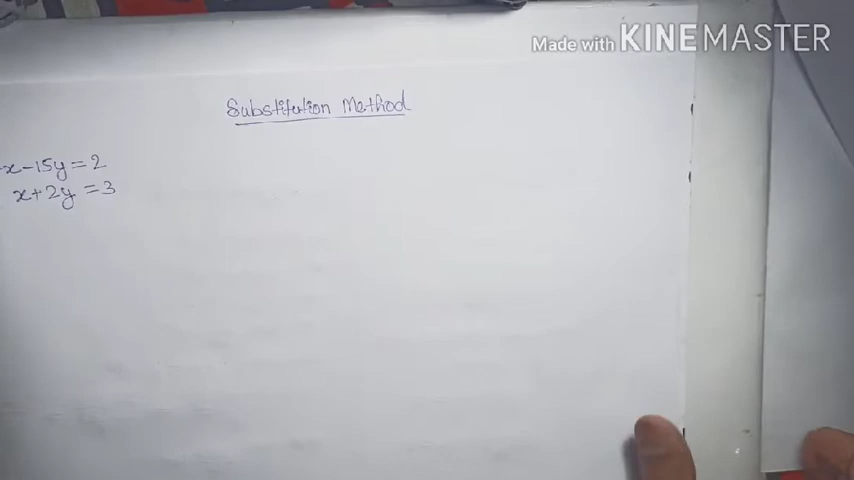 Made with KINEMASTER
Substitution Method
x-15y=2
x+2y=3